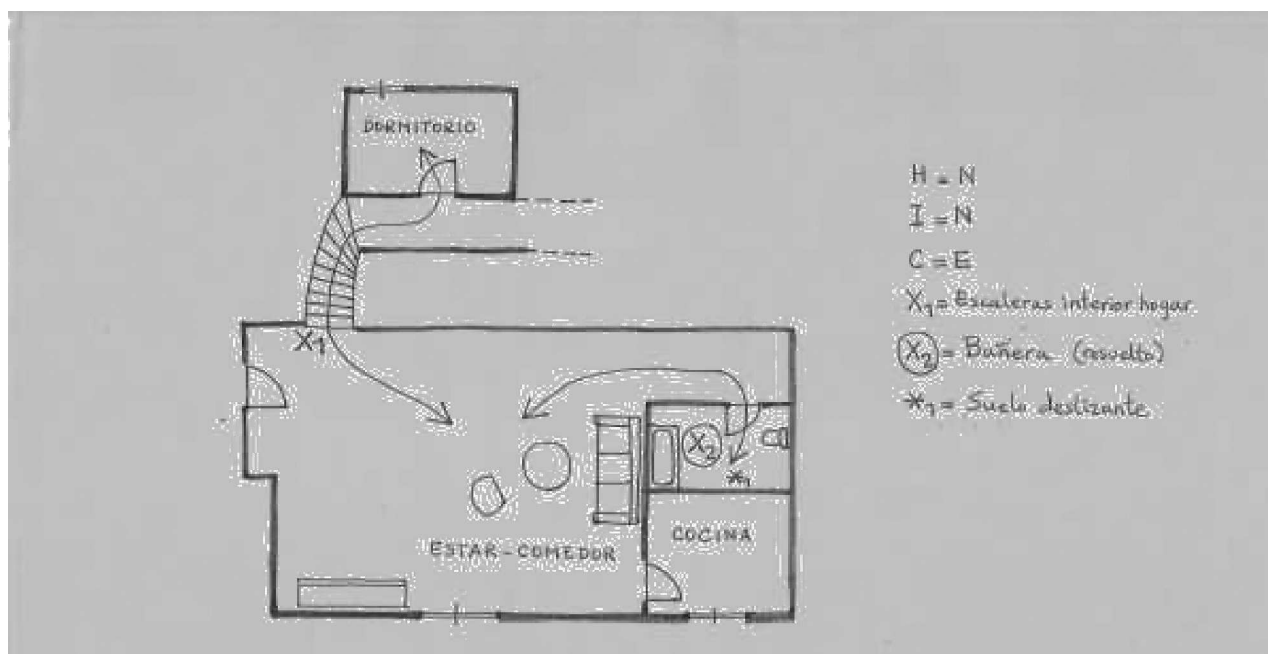 DORMITORIO
H = N
I = N
C = E
X1 = Escaleras interior hogar
X2 = Bañera (resuelto)
*1 = Suelo deslizante
X1
X2
*1
COCINA
ESTAR-COMEDOR